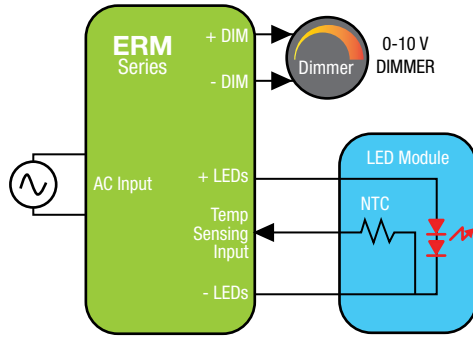 ERM
Series
+ DIM
- DIM
Dimmer
0-10 V
DIMMER
AC Input
+ LEDs
Temp
Sensing
Input
- LEDs
LED Module
NTC